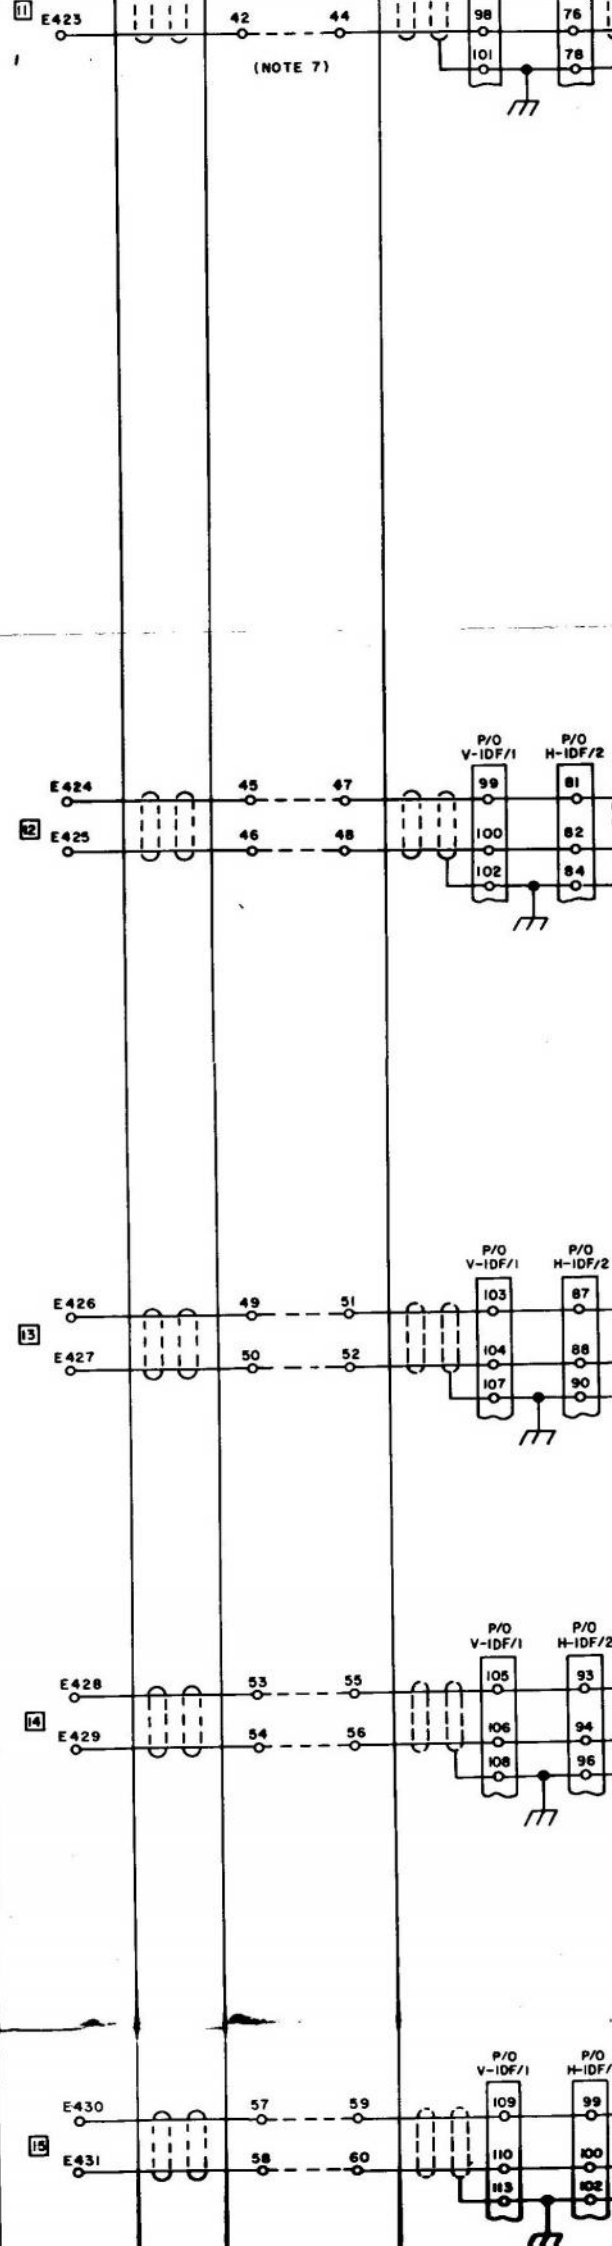 11 E423 42 44 98 76
(NOTE 7) 101 78
P/O P/O
V-IDF/1 H-IDF/2
E424 45 47 99 81
12
E425 46 48 100 82
102 84
P/O P/O
V-IDF/1 H-IDF/2
E426 49 51 103 87
13
E427 50 52 104 88
107 90
P/O P/O
V-IDF/1 H-IDF/2
E428 53 55 105 93
14
E429 54 56 106 94
108 96
P/O P/O
V-IDF/1 H-IDF/
E430 57 59 109 99
15
E431 58 60 110 100
113 102